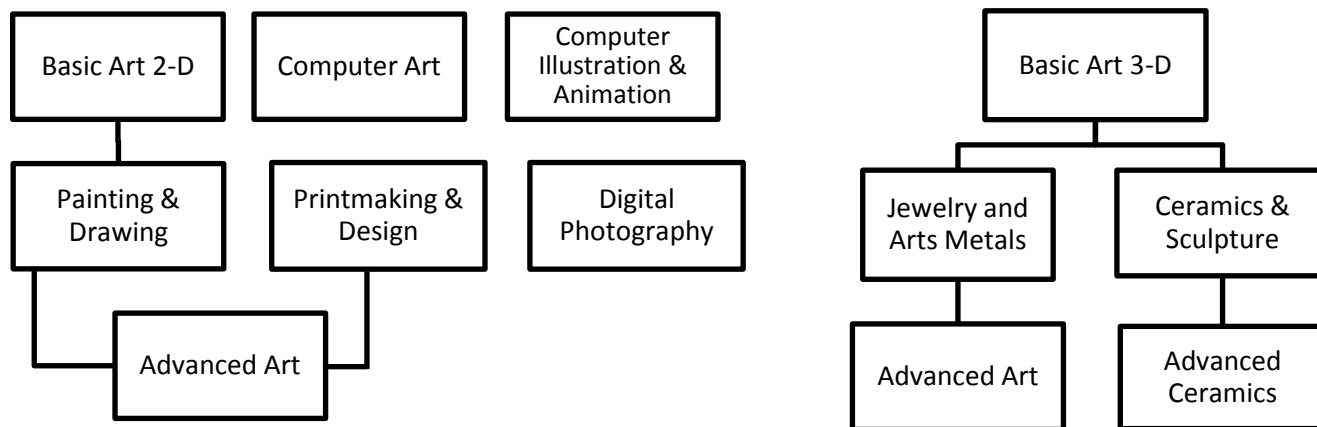 Basic Art 2-D
Computer Art
Computer
Illustration &
Animation
Basic Art 3-D
Painting &
Drawing
Printmaking &
Design
Digital
Photography
Jewelry and
Arts Metals
Ceramics &
Sculpture
Advanced Art
Advanced Art
Advanced
Ceramics